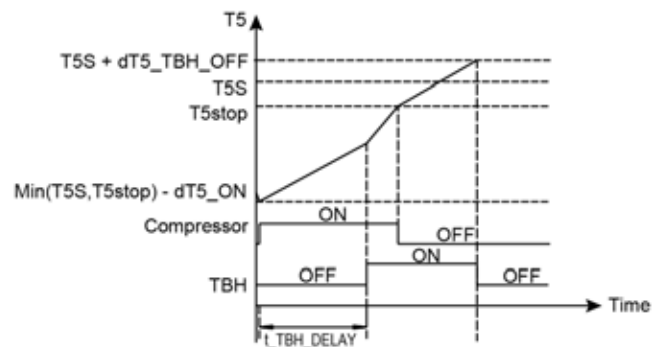 T5
T5S + dT5_TBH_OFF
T5S
T5stop
Min(T5S,T5stop) - dT5_ON
ON
Compressor
OFF
ON
TBH
OFF
OFF
Time
t_TBH_DELAY